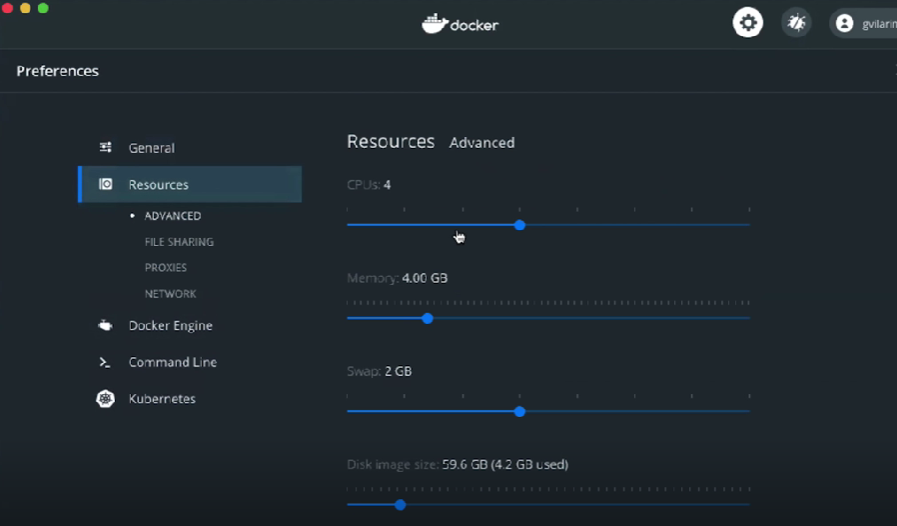 docker
Preferences
General
Resources
ADVANCED
FILE SHARING
PROXIES
NETWORK
Docker Engine
Command Line
Kubernetes
Resources Advanced
CPUs: 4
Memory: 4.00 GB
Swap: 2 GB
Disk image size: 59.6 GB (4.2 GB used)